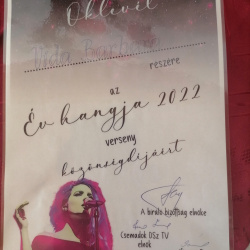 Oklevél
részére
az
Év hangja 2022
verseny
közönségdíjáért
A bíráló bizottság elnöke
Csemadok DSz TV
elnök